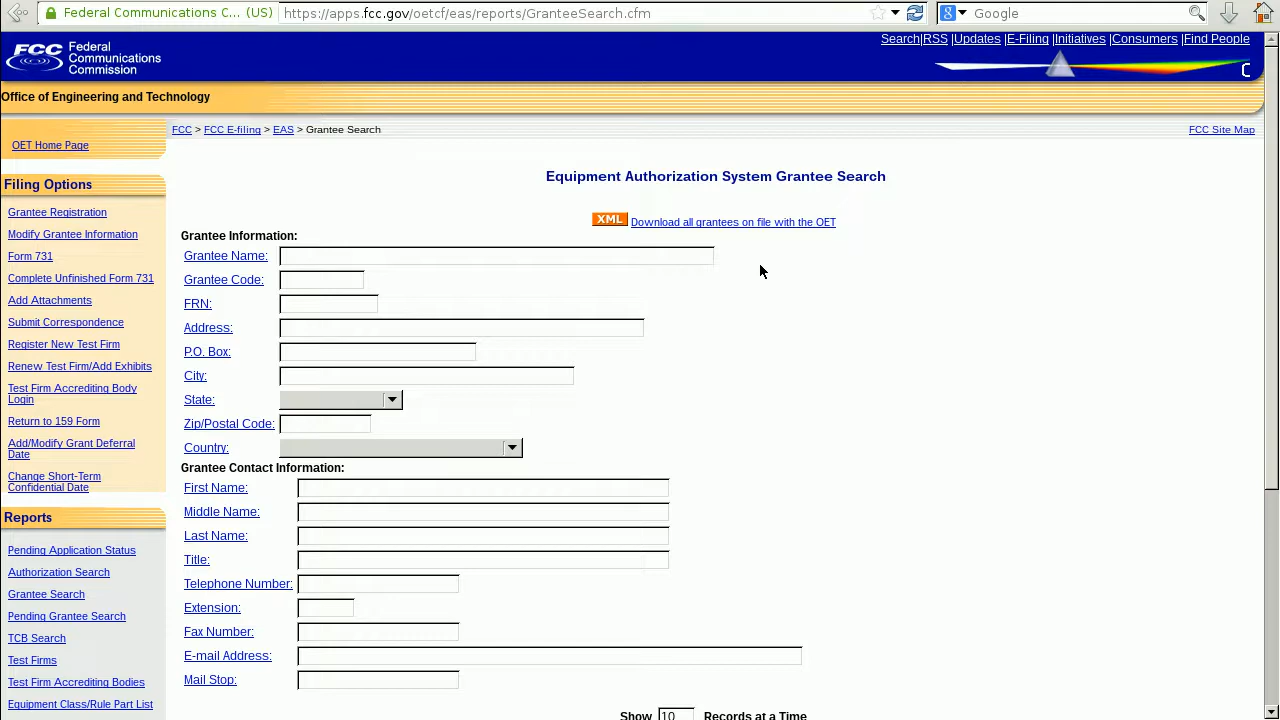 Federal Communications C... (US)
https://apps.fcc.gov/oetcf/eas/reports/GranteeSearch.cfm
Google
Search|RSS |Updates |E-Filing |Initiatives |Consumers |Find People
FCC
Federal
Communications
Commission
Office of Engineering and Technology
FCC > FCC E-filing > EAS > Grantee Search
FCC Site Map
OET Home Page
Filing Options
Grantee Registration
Modify Grantee Information
Form 731
Complete Unfinished Form 731
Add Attachments
Submit Correspondence
Register New Test Firm
Renew Test Firm/Add Exhibits
Test Firm Accrediting Body
Login
Return to 159 Form
Add/Modify Grant Deferral
Date
Change Short-Term
Confidential Date
Reports
Pending Application Status
Authorization Search
Grantee Search
Pending Grantee Search
TCB Search
Test Firms
Test Firm Accrediting Bodies
Equipment Class/Rule Part List
Equipment Authorization System Grantee Search
XML Download all grantees on file with the OET
Grantee Information:
Grantee Name:
Grantee Code:
FRN:
Address:
P.O. Box:
City:
State:
Zip/Postal Code:
Country:
Grantee Contact Information:
First Name:
Middle Name:
Last Name:
Title:
Telephone Number:
Extension:
Fax Number:
E-mail Address:
Mail Stop:
Show 10 Records at a Time